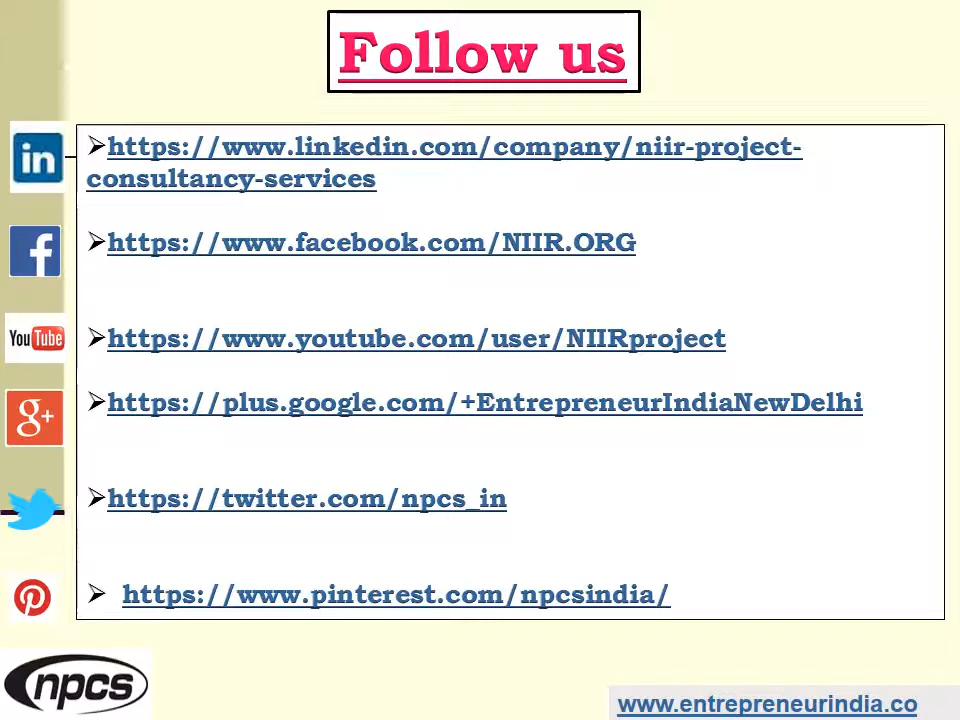 Follow us
in
➢https://www.linkedin.com/company/niir-project-
consultancy-services
f
➢https://www.facebook.com/NIIR.ORG
YouTube
➢https://www.youtube.com/user/NIIRproject
g+
➢https://plus.google.com/+EntrepreneurIndiaNewDelhi
➢https://twitter.com/npcs_in
➢ https://www.pinterest.com/npcsindia/
npcs
www.entrepreneurindia.co